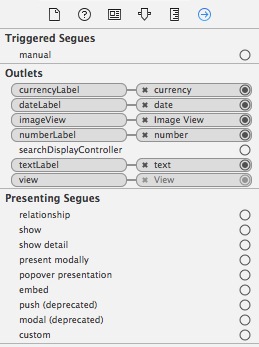 Triggered Segues
manual
Outlets
currencyLabel currency
dateLabel date
imageView Image View
numberLabel number
searchDisplayController
textLabel text
view View
Presenting Segues
relationship
show
show detail
present modally
popover presentation
embed
push (deprecated)
modal (deprecated)
custom